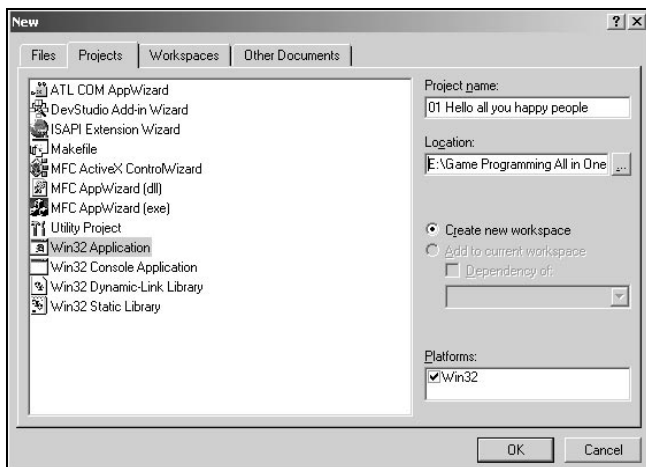 New
Files
Projects
Workspaces
Other Documents
ATL COM AppWizard
DevStudio Add-in Wizard
ISAPI Extension Wizard
Makefile
MFC ActiveX ControlWizard
MFC AppWizard (dll)
MFC AppWizard (exe)
Utility Project
Win32 Application
Win32 Console Application
Win32 Dynamic-Link Library
Win32 Static Library
Project name:
01 Hello all you happy people
Location:
E:\Game Programming All in One
...
Create new workspace
Add to current workspace
Dependency of:
Platforms:
Win32
OK
Cancel